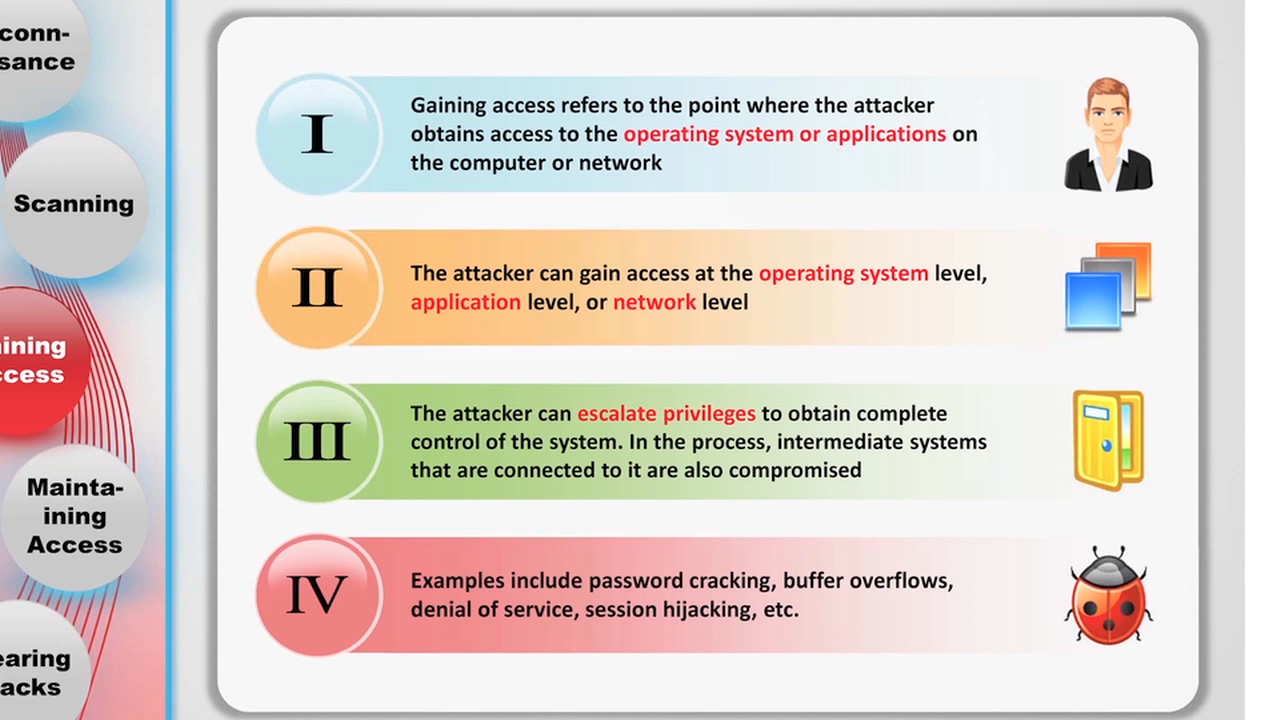 conn-
sance
Scanning
ining
ccess
Mainta-
ining
Access
earing
acks
I
Gaining access refers to the point where the attacker
obtains access to the operating system or applications on
the computer or network
II
The attacker can gain access at the operating system level,
application level, or network level
III
The attacker can escalate privileges to obtain complete
control of the system. In the process, intermediate systems
that are connected to it are also compromised
IV
Examples include password cracking, buffer overflows,
denial of service, session hijacking, etc.